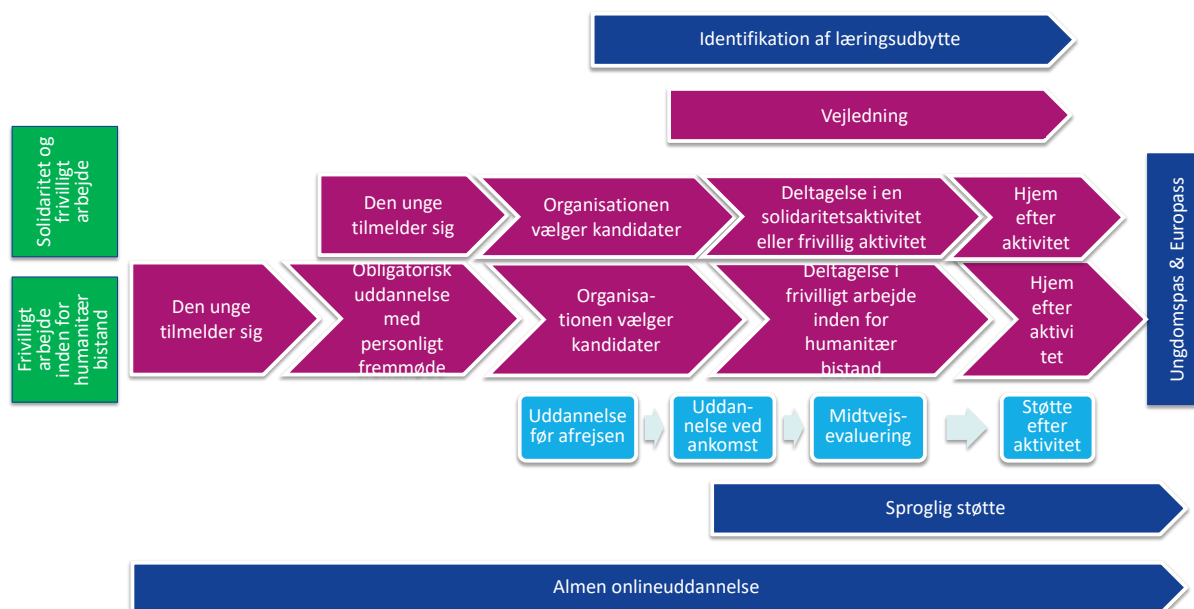 Identifikation af læringsudbytte
Vejledning
Solidaritet og
frivilligt
arbejde
Den unge
tilmelder sig
Organisationen
vælger kandidater
Deltagelse i en
solidaritetsaktivitet
eller frivillig aktivitet
Hjem
efter
aktivitet
Frivilligt
arbejde
inden for
humanitær
bistand
Den unge
tilmelder sig
Obligatorisk
uddannelse
med
personligt
fremmøde
Organisa-
tionen vælger
kandidater
Deltagelse i
frivilligt arbejde
inden for
humanitær
bistand
Hjem
efter
aktivi
tet
Ungdomspas & Europass
Uddannelse
før afrejsen
Uddan-
nelse ved
ankomst
Midtvejs-
evaluering
Støtte
efter
aktivitet
Sproglig støtte
Almen onlineuddannelse